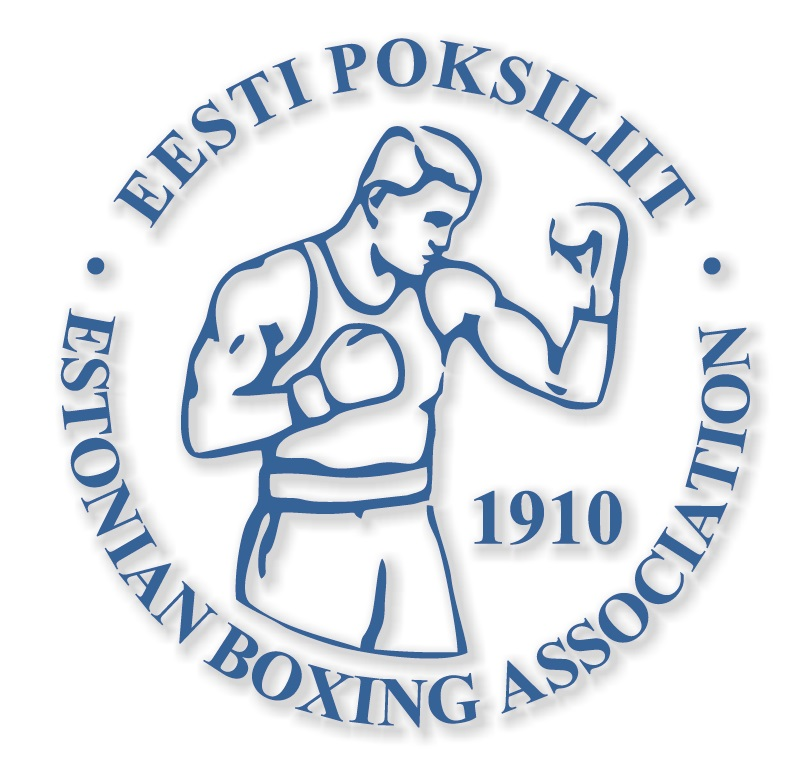 EESTI POKSILIIT
1910
ESTONIAN BOXING ASSOCIATION